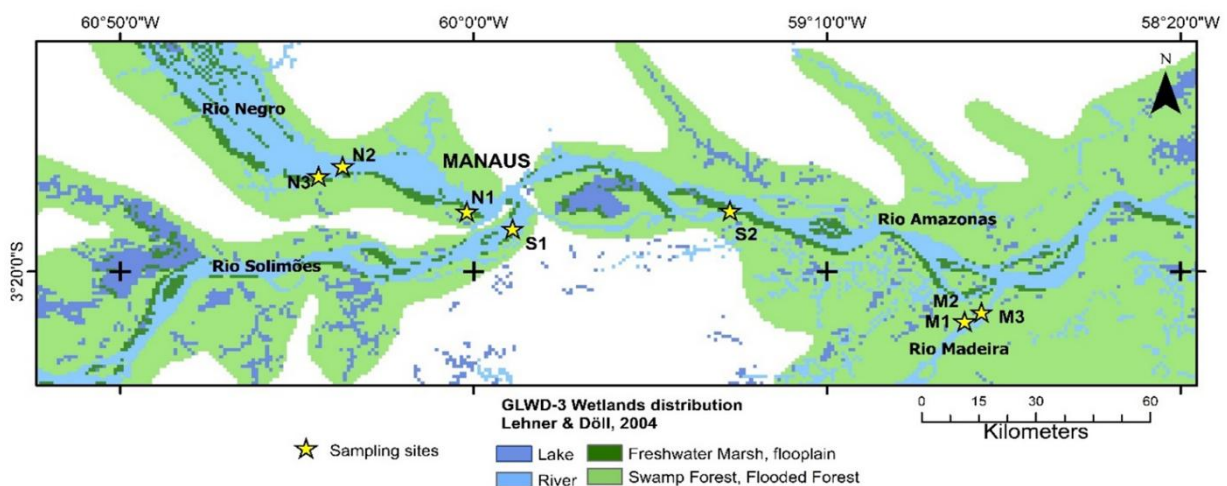 60°50'0"W
60°0'0"W
59°10'0"W
58°20'0"W
N
Rio Negro
N2
N3
MANAUS
N1
S1
S2
Rio Amazonas
3°20'0"S
Rio Solimões
M2
M1
M3
Rio Madeira
GLWD-3 Wetlands distribution
Lehner & Döll, 2004
0 15 30 60
Kilometers
Sampling sites
Lake
River
Freshwater Marsh, flooplain
Swamp Forest, Flooded Forest